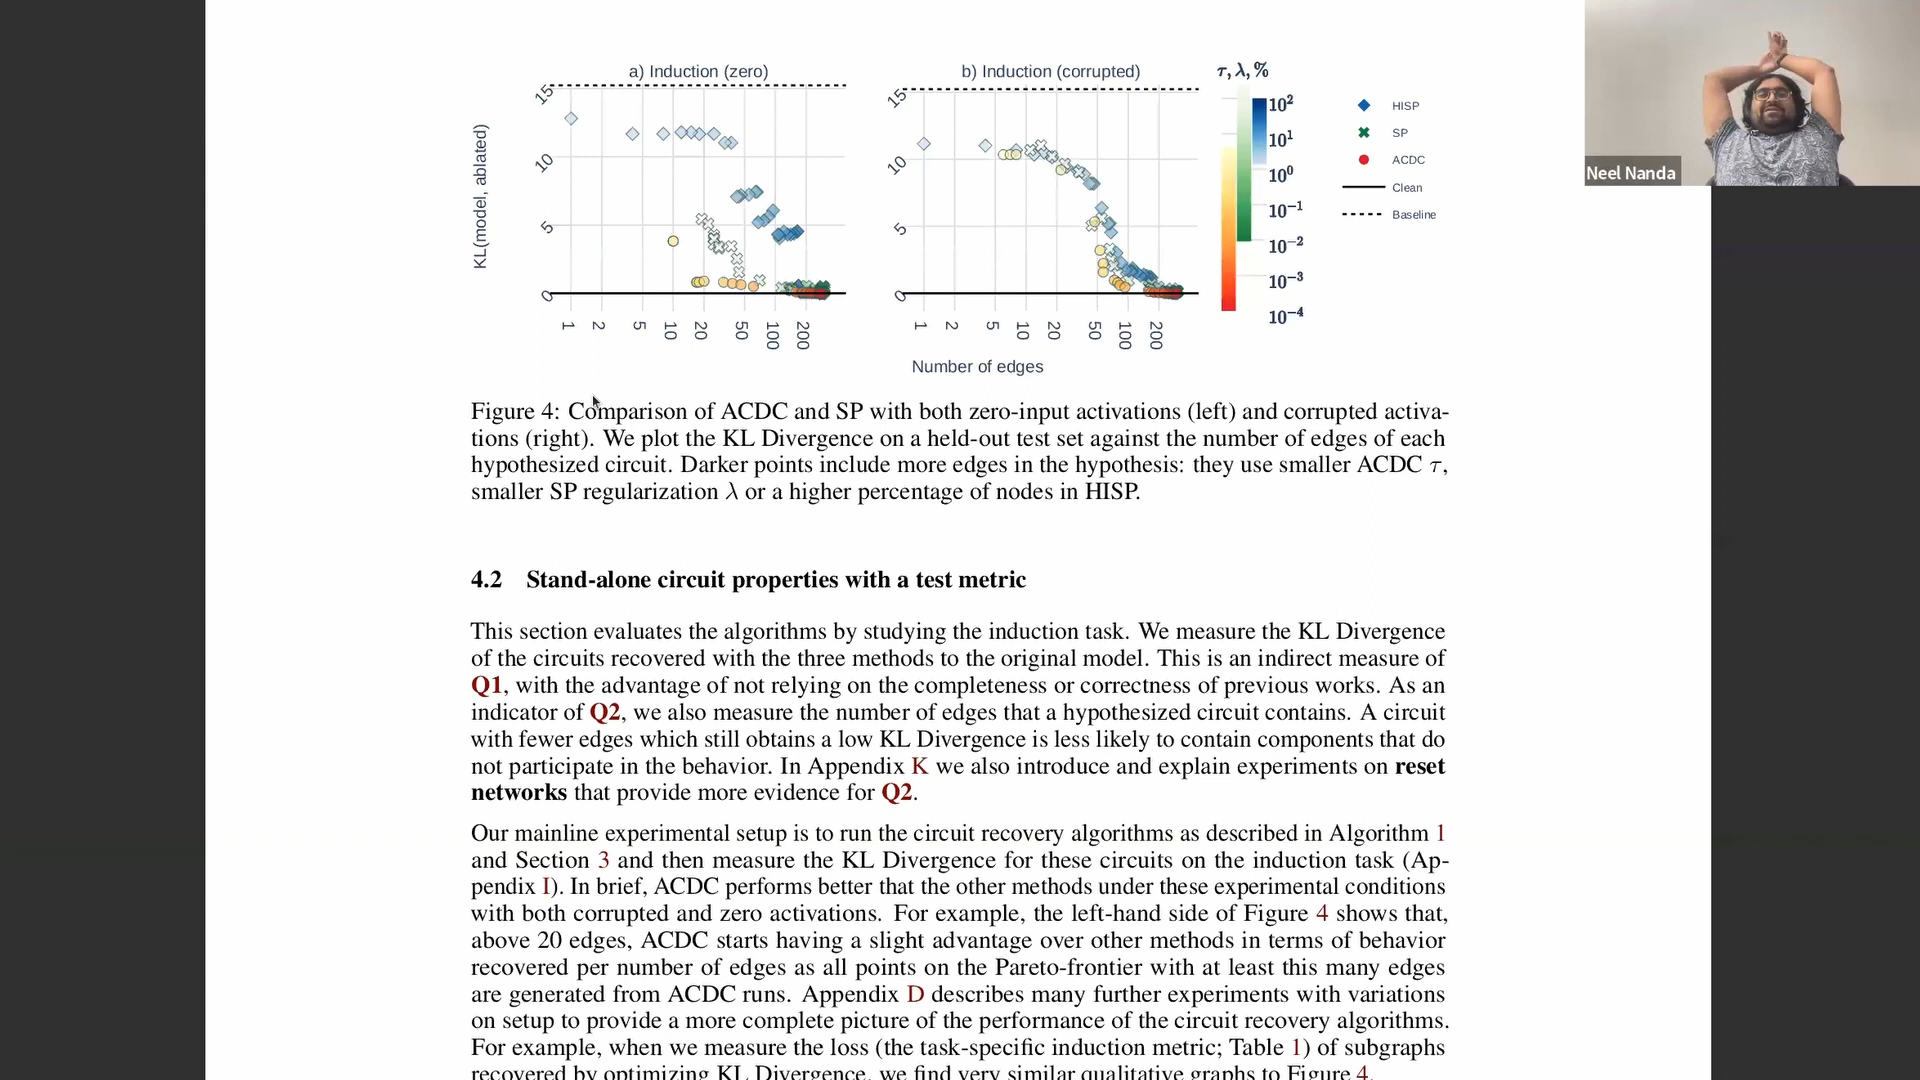 a) Induction (zero)
b) Induction (corrupted)
τ, λ, %
15
10
5
0
KL(model, ablated)
1 2 5 10 20 50 100 200
15
10
5
0
1 2 5 10 20 50 100 200
Number of edges
10²
10¹
10⁰
10⁻¹
10⁻²
10⁻³
10⁻⁴
HISP
SP
ACDC
Clean
Baseline
Neel Nanda
Figure 4: Comparison of ACDC and SP with both zero-input activations (left) and corrupted activa-
tions (right). We plot the KL Divergence on a held-out test set against the number of edges of each
hypothesized circuit. Darker points include more edges in the hypothesis: they use smaller ACDC τ,
smaller SP regularization λ or a higher percentage of nodes in HISP.
4.2 Stand-alone circuit properties with a test metric
This section evaluates the algorithms by studying the induction task. We measure the KL Divergence
of the circuits recovered with the three methods to the original model. This is an indirect measure of
Q1, with the advantage of not relying on the completeness or correctness of previous works. As an
indicator of Q2, we also measure the number of edges that a hypothesized circuit contains. A circuit
with fewer edges which still obtains a low KL Divergence is less likely to contain components that do
not participate in the behavior. In Appendix K we also introduce and explain experiments on reset
networks that provide more evidence for Q2.
Our mainline experimental setup is to run the circuit recovery algorithms as described in Algorithm 1
and Section 3 and then measure the KL Divergence for these circuits on the induction task (Ap-
pendix I). In brief, ACDC performs better that the other methods under these experimental conditions
with both corrupted and zero activations. For example, the left-hand side of Figure 4 shows that,
above 20 edges, ACDC starts having a slight advantage over other methods in terms of behavior
recovered per number of edges as all points on the Pareto-frontier with at least this many edges
are generated from ACDC runs. Appendix D describes many further experiments with variations
on setup to provide a more complete picture of the performance of the circuit recovery algorithms.
For example, when we measure the loss (the task-specific induction metric; Table 1) of subgraphs
recovered by optimizing KL Divergence, we find very similar qualitative graphs to Figure 4.